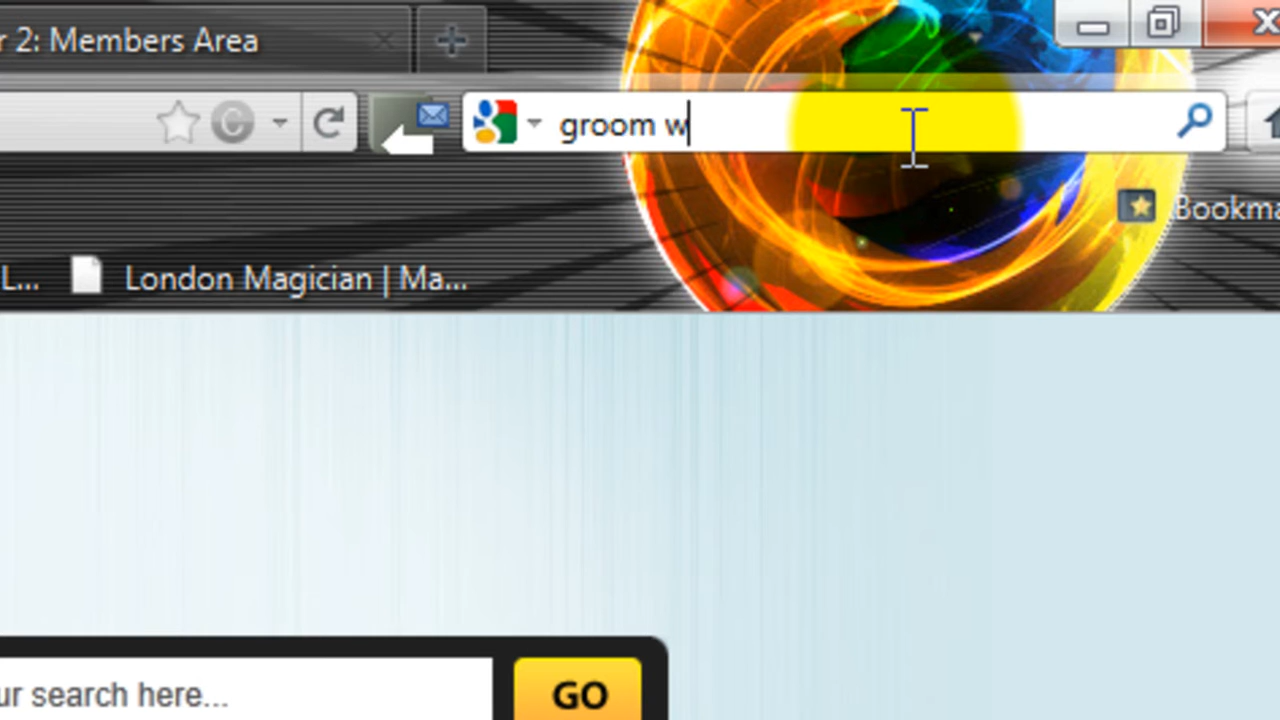 r 2: Members Area
groom w
Bookma
L... London Magician | Ma...
ur search here... GO